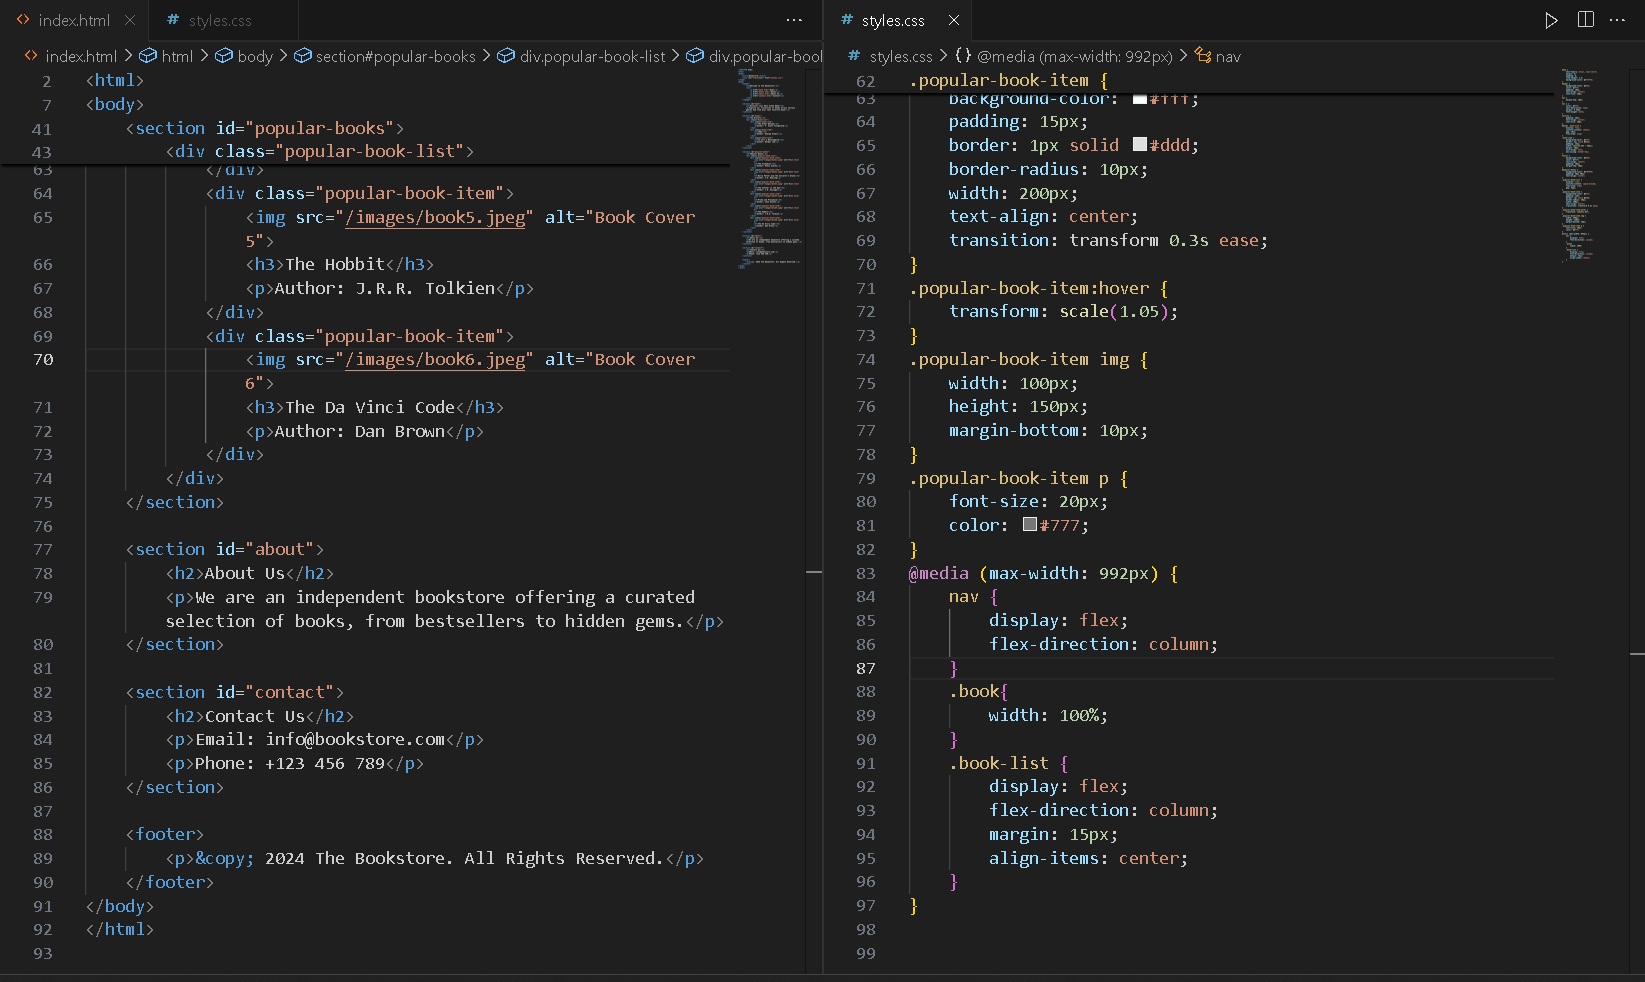 index.html
styles.css
index.html > html > body > section#popular-books > div.popular-book-list > div.popular-bool
2 <html>
7 <body>
41 <section id="popular-books">
43 <div class="popular-book-list">
63 </div>
64 <div class="popular-book-item">
65 <img src="/images/book5.jpeg" alt="Book Cover
5">
66 <h3>The Hobbit</h3>
67 <p>Author: J.R.R. Tolkien</p>
68 </div>
69 <div class="popular-book-item">
70 <img src="/images/book6.jpeg" alt="Book Cover
6">
71 <h3>The Da Vinci Code</h3>
72 <p>Author: Dan Brown</p>
73 </div>
74 </div>
75 </section>
76
77 <section id="about">
78 <h2>About Us</h2>
79 <p>We are an independent bookstore offering a curated
selection of books, from bestsellers to hidden gems.</p>
80 </section>
81
82 <section id="contact">
83 <h2>Contact Us</h2>
84 <p>Email: info@bookstore.com</p>
85 <p>Phone: +123 456 789</p>
86 </section>
87
88 <footer>
89 <p>&copy; 2024 The Bookstore. All Rights Reserved.</p>
90 </footer>
91 </body>
92 </html>
93
# styles.css
# styles.css > {} @media (max-width: 992px) > nav
62 .popular-book-item {
63 background-color: #fff;
64 padding: 15px;
65 border: 1px solid #ddd;
66 border-radius: 10px;
67 width: 200px;
68 text-align: center;
69 transition: transform 0.3s ease;
70 }
71 .popular-book-item:hover {
72 transform: scale(1.05);
73 }
74 .popular-book-item img {
75 width: 100px;
76 height: 150px;
77 margin-bottom: 10px;
78 }
79 .popular-book-item p {
80 font-size: 20px;
81 color: #777;
82 }
83 @media (max-width: 992px) {
84 nav {
85 display: flex;
86 flex-direction: column;
87 }
88 .book{
89 width: 100%;
90 }
91 .book-list {
92 display: flex;
93 flex-direction: column;
94 margin: 15px;
95 align-items: center;
96 }
97 }
98
99